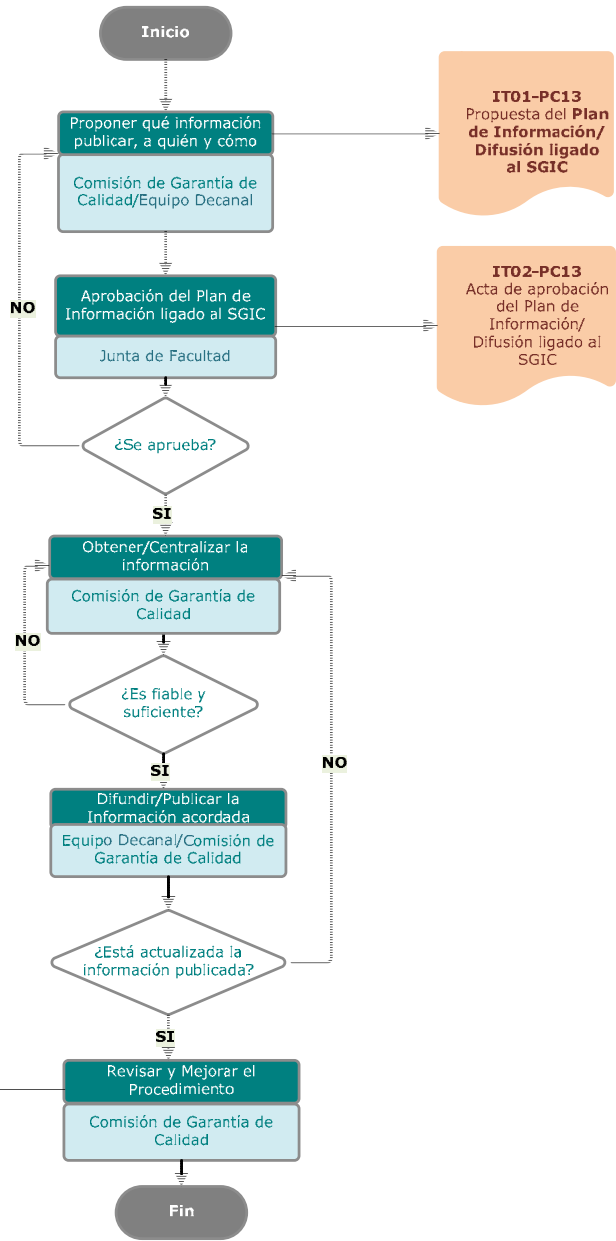 Inicio
Proponer qué información
publicar, a quién y cómo
Comisión de Garantía de
Calidad/Equipo Decanal
IT01-PC13
Propuesta del Plan
de Información/
Difusión ligado
al SGIC
Aprobación del Plan de
Información ligado al SGIC
Junta de Facultad
IT02-PC13
Acta de aprobación
del Plan de
Información/
Difusión ligado al
SGIC
NO
¿Se aprueba?
SI
Obtener/Centralizar la
información
Comisión de Garantía de
Calidad
NO
¿Es fiable y
suficiente?
SI
NO
Difundir/Publicar la
Información acordada
Equipo Decanal/Comisión de
Garantía de Calidad
¿Está actualizada la
información publicada?
SI
Revisar y Mejorar el
Procedimiento
Comisión de Garantía de
Calidad
Fin